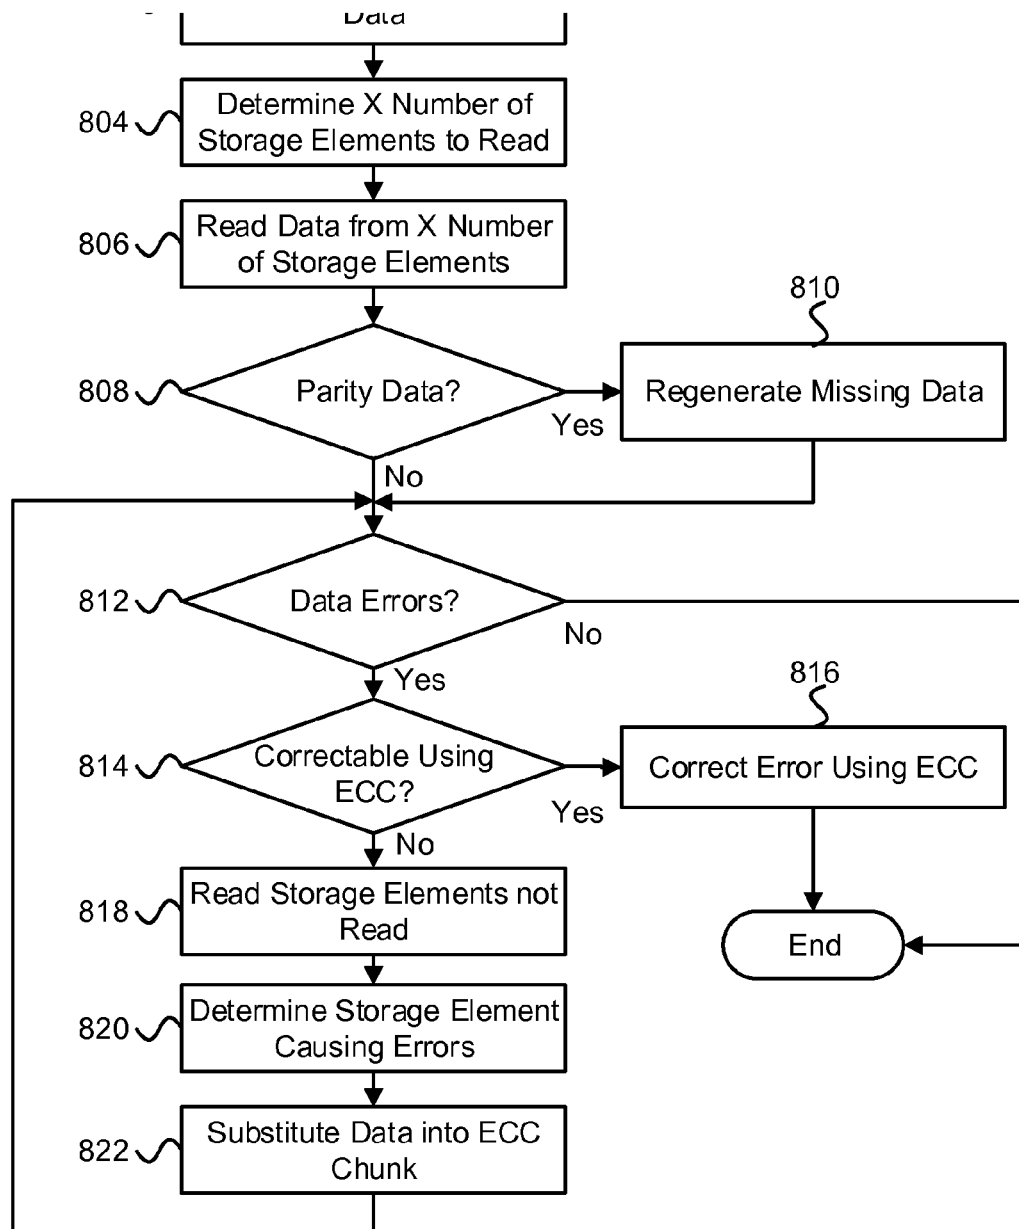 Data
804
Determine X Number of
Storage Elements to Read
806
Read Data from X Number
of Storage Elements
810
808
Parity Data?
Regenerate Missing Data
Yes
No
812
Data Errors?
No
Yes
816
814
Correctable Using
ECC?
Correct Error Using ECC
Yes
No
818
Read Storage Elements not
Read
End
820
Determine Storage Element
Causing Errors
822
Substitute Data into ECC
Chunk